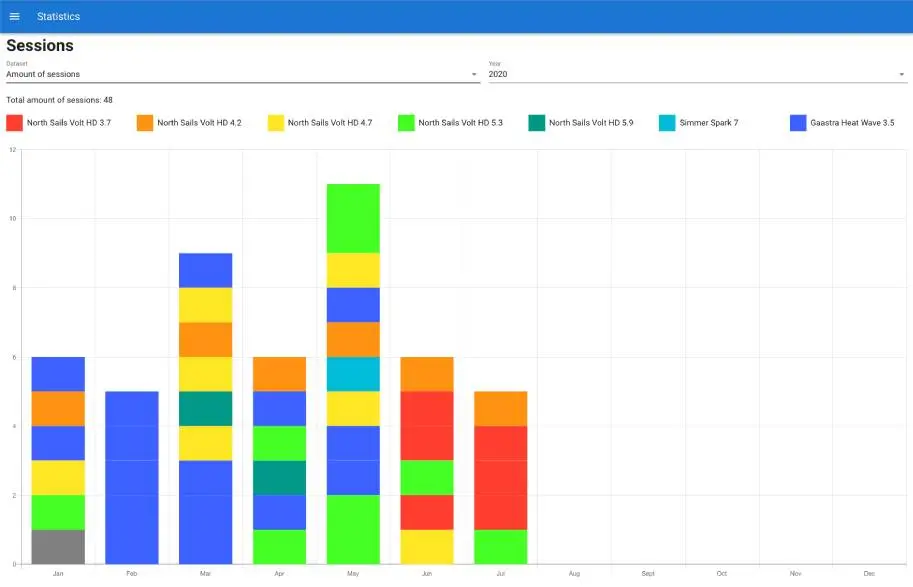 Statistics
Sessions
Dataset
Amount of sessions
Year
2020
Total amount of sessions: 48
North Sails Volt HD 3.7
North Sails Volt HD 4.2
North Sails Volt HD 4.7
North Sails Volt HD 5.3
North Sails Volt HD 5.9
Simmer Spark 7
Gaastra Heat Wave 3.5
12
10
8
6
4
2
0
Jan
Feb
Mar
Apr
May
Jun
Jul
Aug
Sept
Oct
Nov
Dec